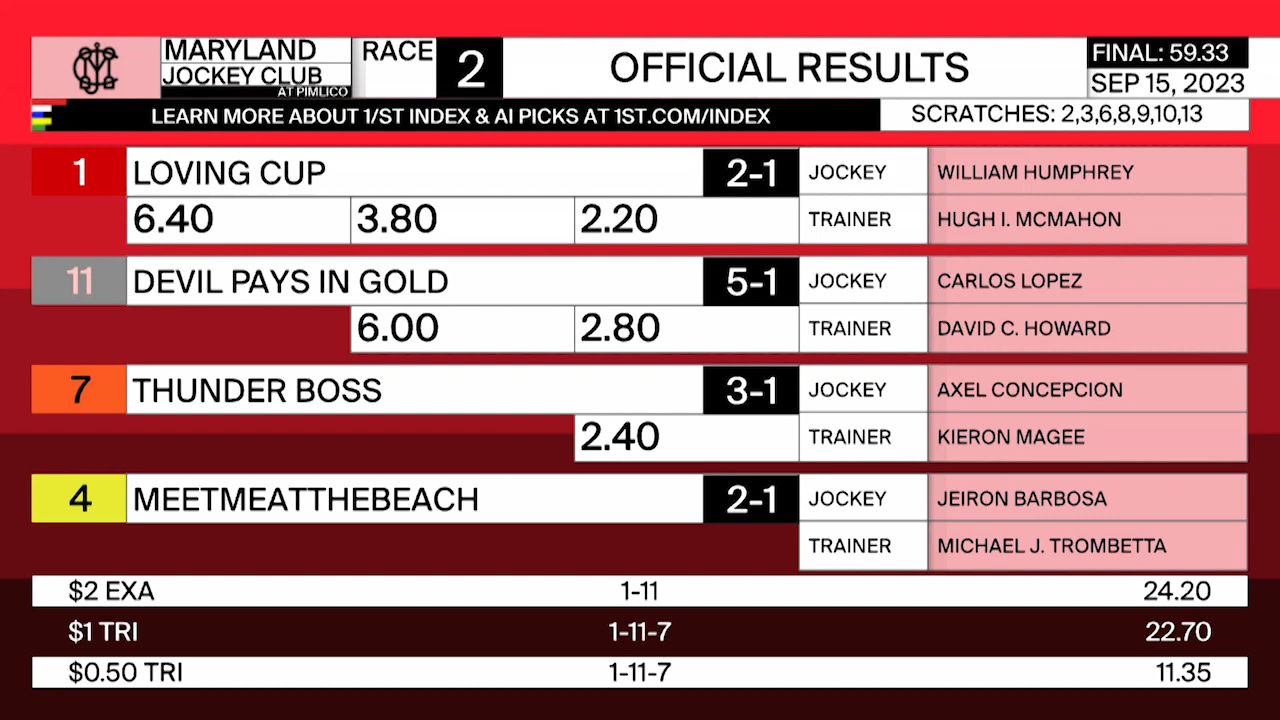 MARYLAND
JOCKEY CLUB
AT PIMLICO
RACE 2
OFFICIAL RESULTS
FINAL: 59.33
SEP 15, 2023
LEARN MORE ABOUT 1/ST INDEX & AI PICKS AT 1ST.COM/INDEX
SCRATCHES: 2,3,6,8,9,10,13
1 LOVING CUP 2-1 JOCKEY WILLIAM HUMPHREY
6.40 3.80 2.20 TRAINER HUGH I. MCMAHON
11 DEVIL PAYS IN GOLD 5-1 JOCKEY CARLOS LOPEZ
6.00 2.80 TRAINER DAVID C. HOWARD
7 THUNDER BOSS 3-1 JOCKEY AXEL CONCEPCION
2.40 TRAINER KIERON MAGEE
4 MEETMEATTHEBEACH 2-1 JOCKEY JEIRON BARBOSA
TRAINER MICHAEL J. TROMBETTA
$2 EXA 1-11 24.20
$1 TRI 1-11-7 22.70
$0.50 TRI 1-11-7 11.35